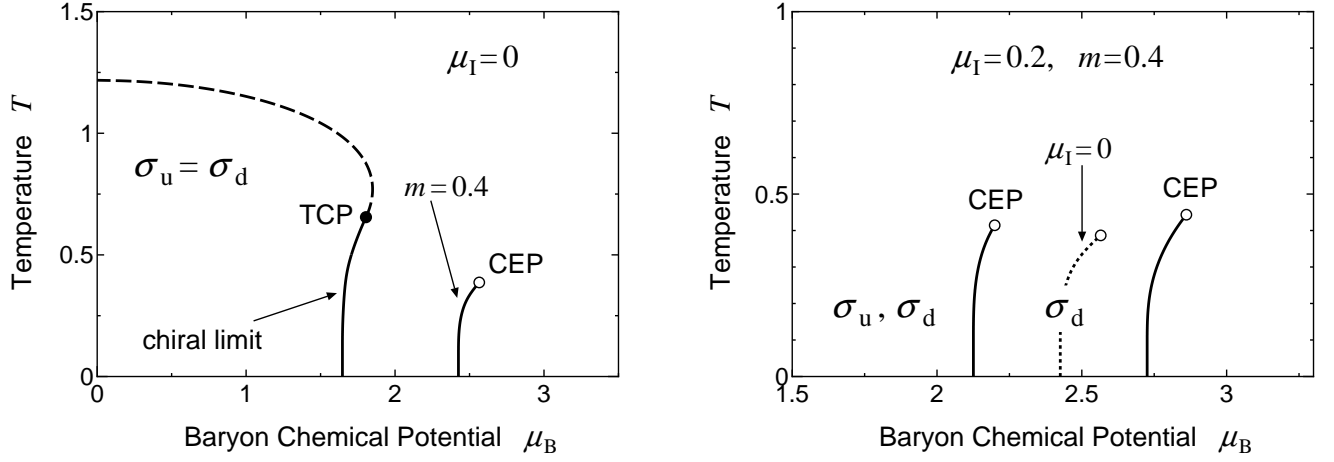 1.5
1
0.5
0
Temperature T
0
1
2
3
Baryon Chemical Potential μB
μI = 0
σu = σd
m = 0.4
TCP
CEP
chiral limit
1
0.5
0
Temperature T
1.5
2
2.5
3
Baryon Chemical Potential μB
μI = 0.2, m = 0.4
μI = 0
CEP
CEP
σu, σd
σd